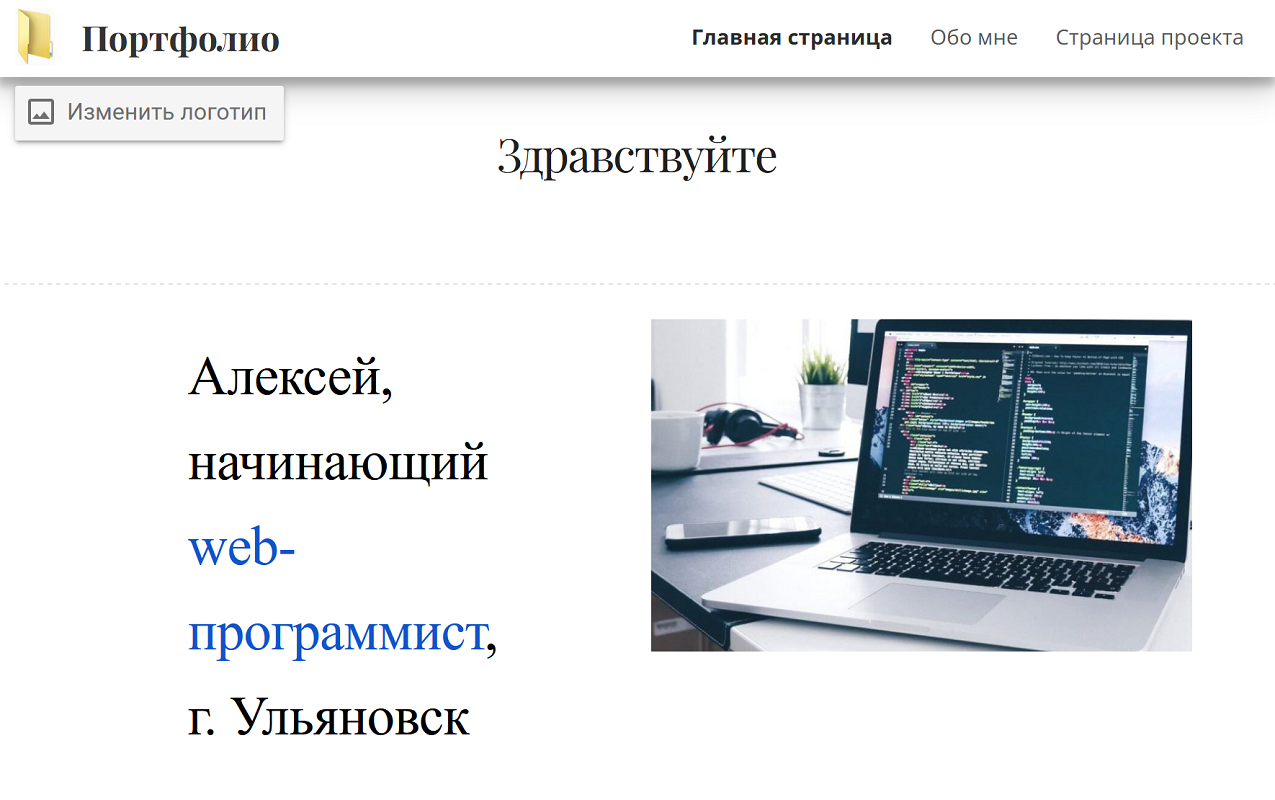 Портфолио
Главная страница Обо мне Страница проекта
Изменить логотип
Здравствуйте
Алексей,
начинающий
web-
программист,
г. Ульяновск